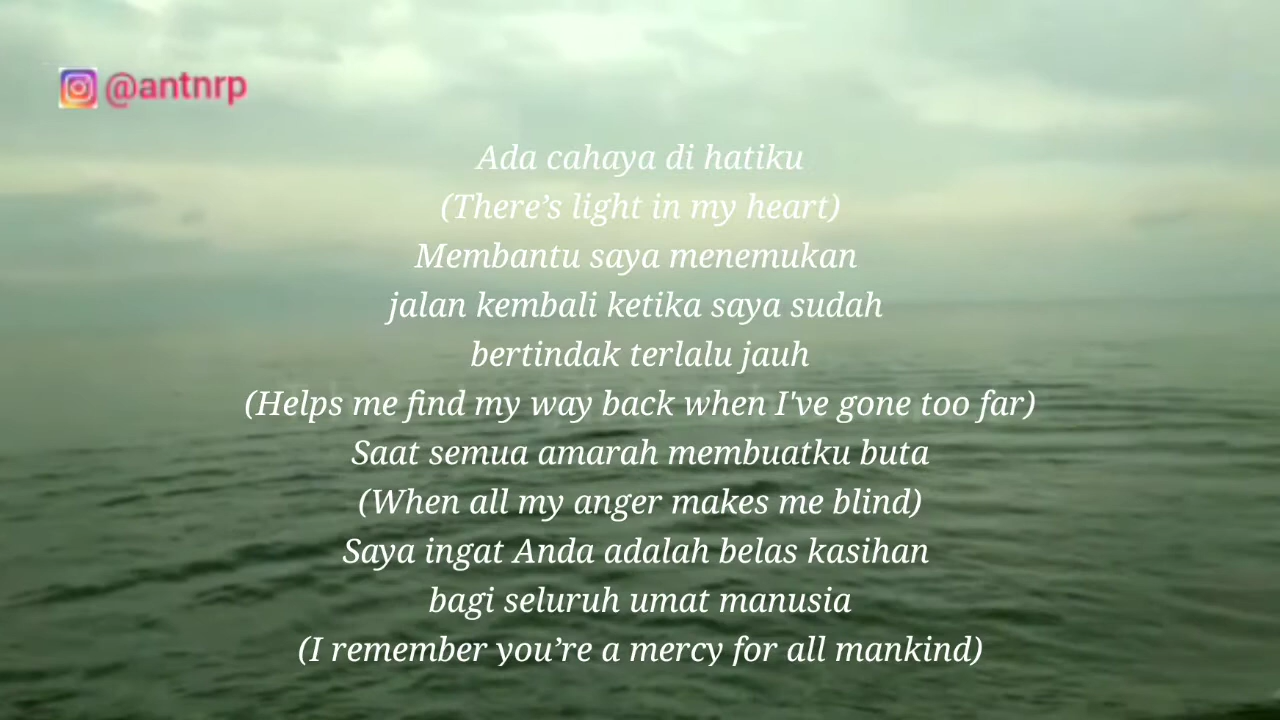 @antnrp
Ada cahaya di hatiku
(There’s light in my heart)
Membantu saya menemukan
jalan kembali ketika saya sudah
bertindak terlalu jauh
(Helps me find my way back when I've gone too far)
Saat semua amarah membuatku buta
(When all my anger makes me blind)
Saya ingat Anda adalah belas kasihan
bagi seluruh umat manusia
(I remember you’re a mercy for all mankind)